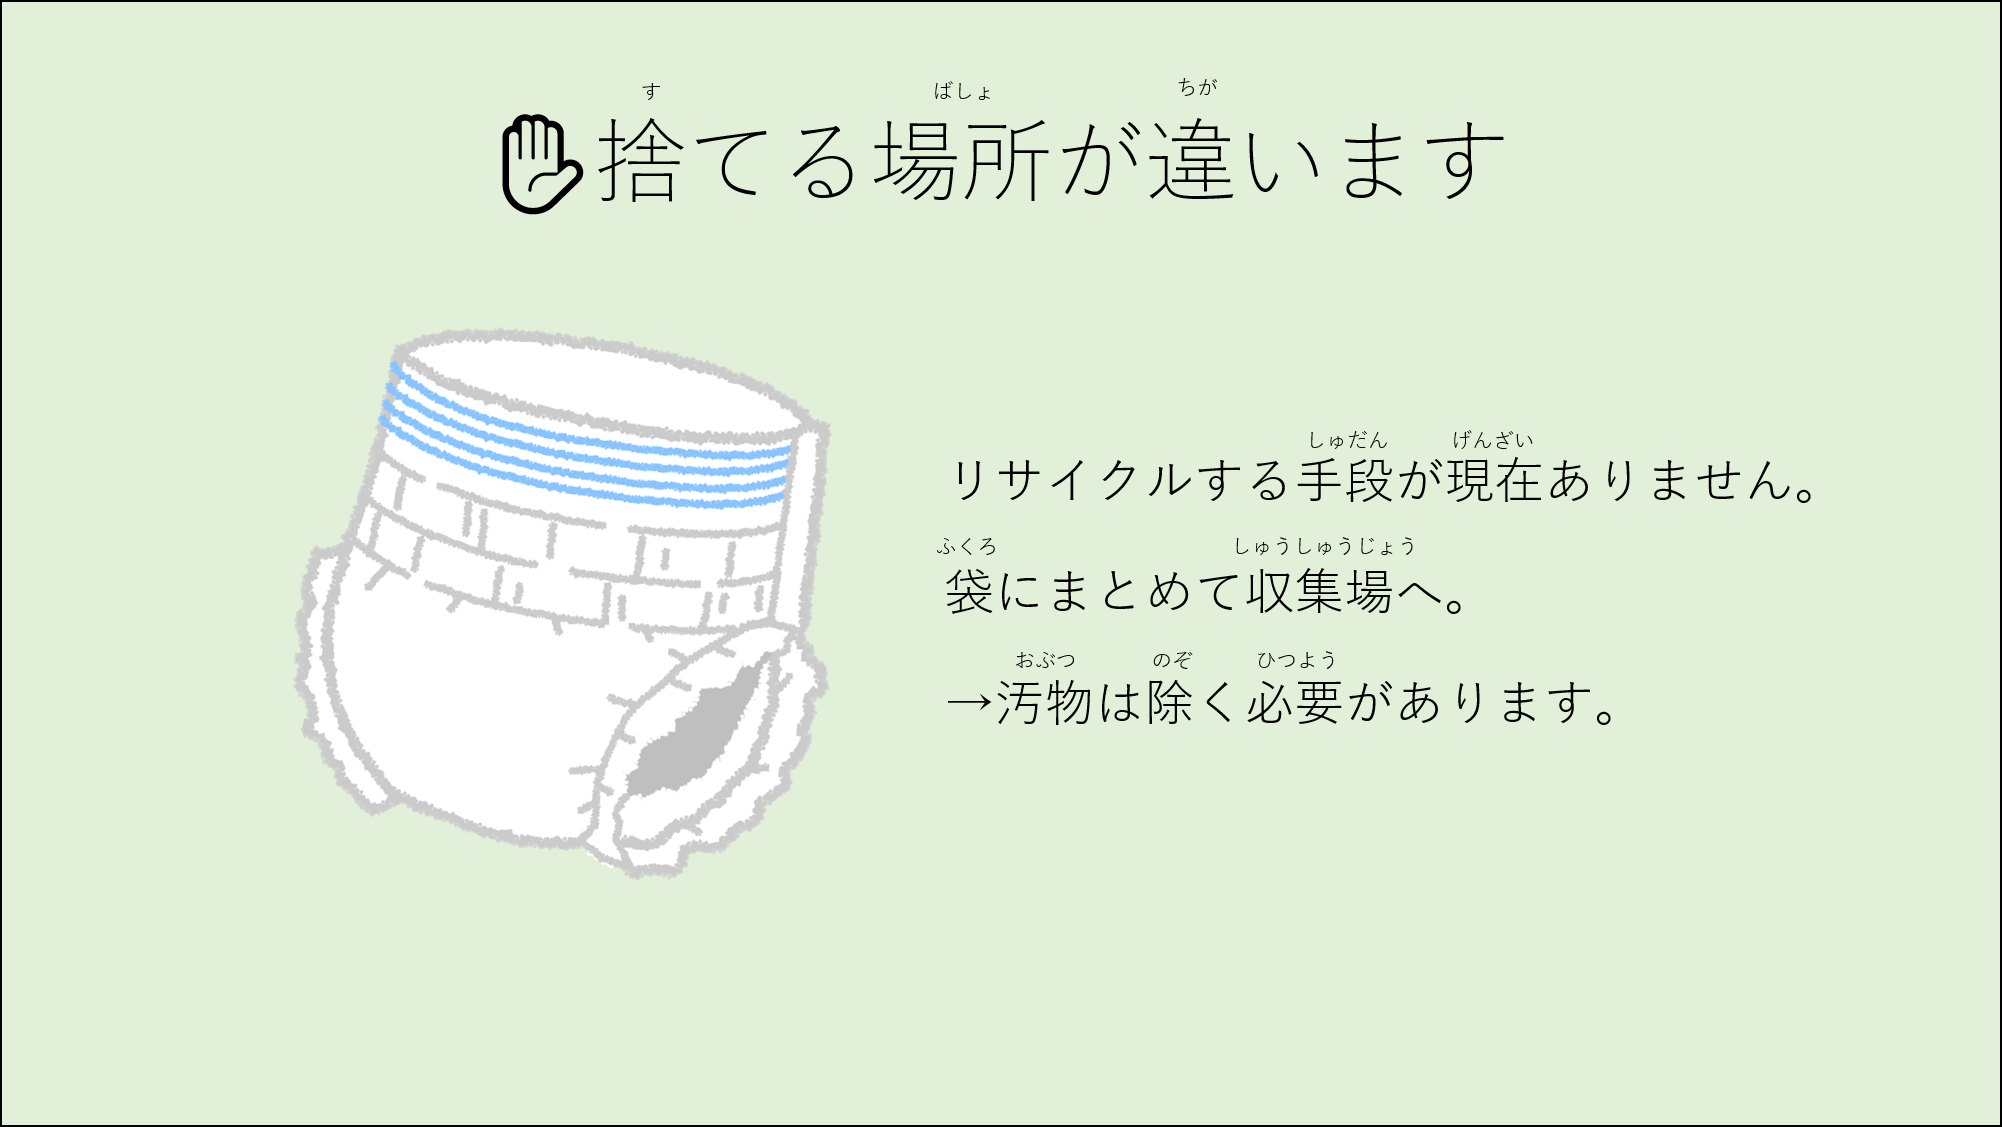 す ばしょ ちが
捨てる場所が違います
しゅだん げんざい
リサイクルする手段が現在ありません。
ふくろ しゅうしゅうじょう
袋にまとめて収集場へ。
おぶつ のぞ ひつよう
→汚物は除く必要があります。